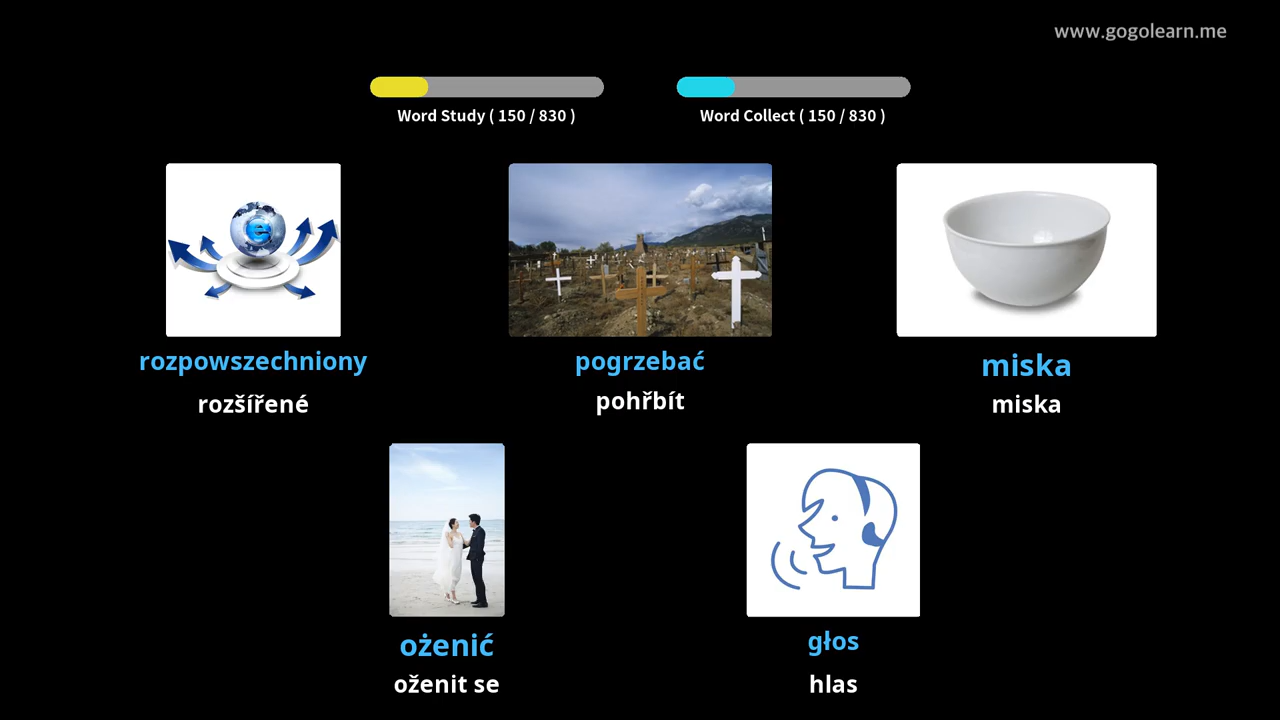 www.gogolearn.me
Word Study ( 150 / 830 )
Word Collect ( 150 / 830 )
e
rozpowszechniony
pogrzebać
miska
rozšířené
pohřbít
miska
ożenić
głos
oženit se
hlas